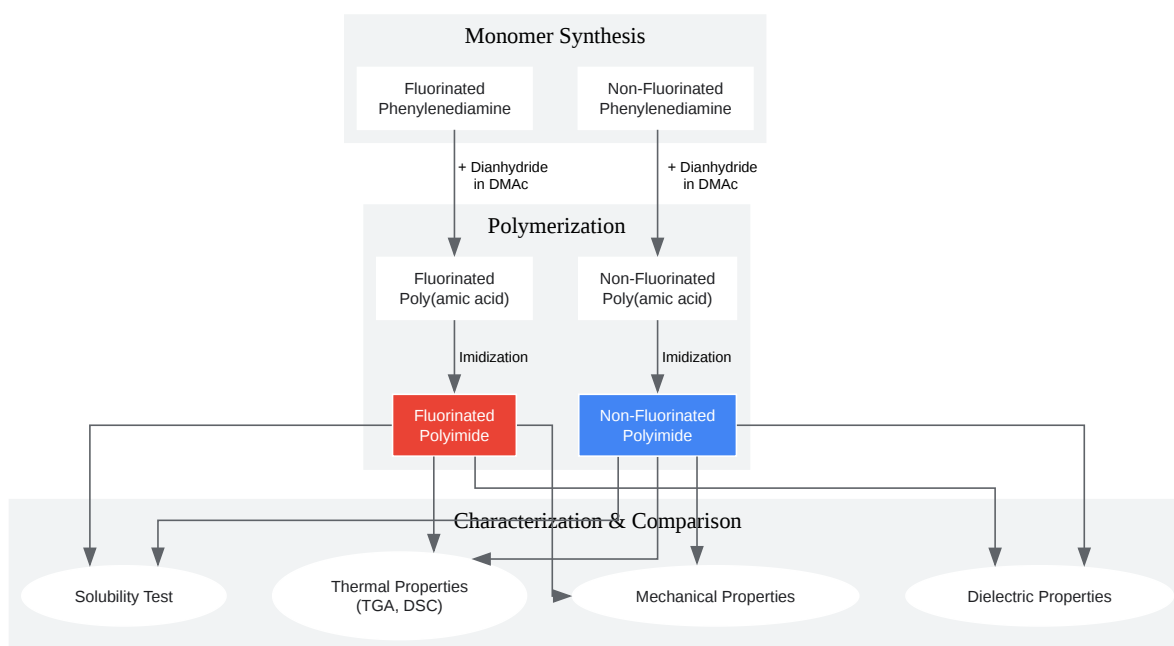 Monomer Synthesis
Fluorinated
Phenylenediamine
Non-Fluorinated
Phenylenediamine
+ Dianhydride
in DMAc
+ Dianhydride
in DMAc
Polymerization
Fluorinated
Poly(amic acid)
Non-Fluorinated
Poly(amic acid)
Imidization
Imidization
Fluorinated
Polyimide
Non-Fluorinated
Polyimide
Characterization & Comparison
Solubility Test
Thermal Properties
(TGA, DSC)
Mechanical Properties
Dielectric Properties